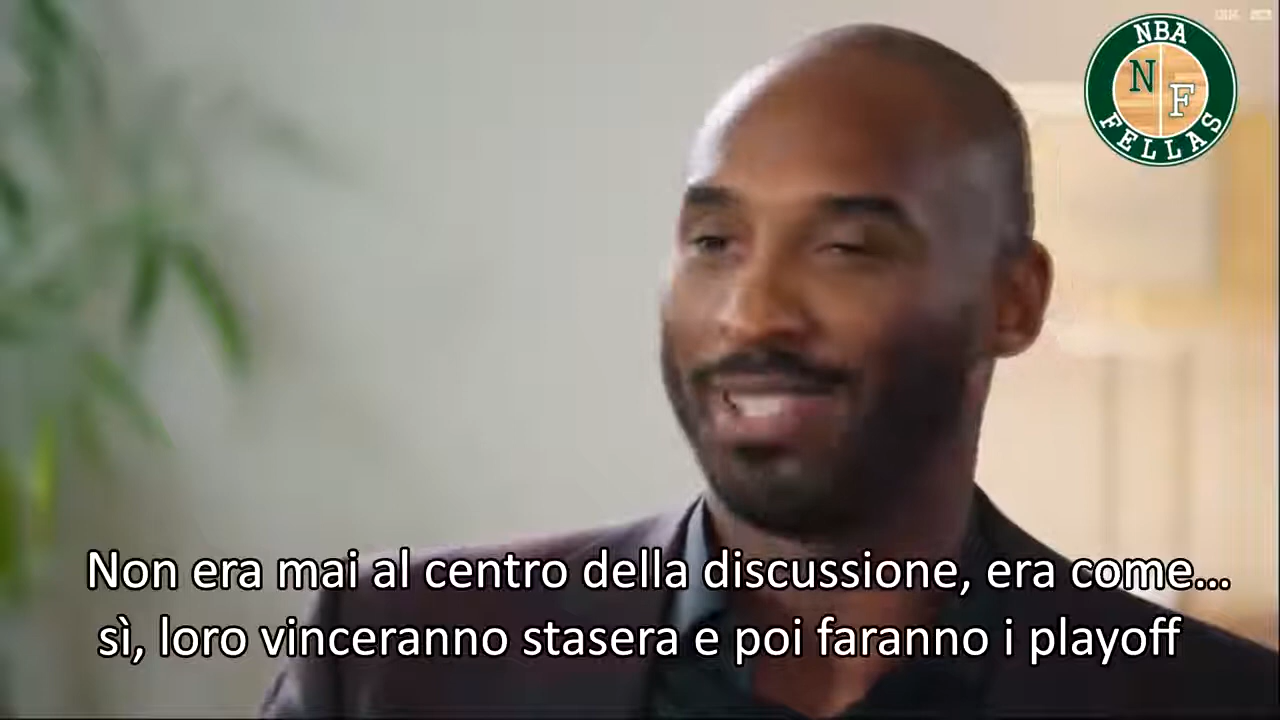 NBA
N
F
FELLAS
Non era mai al centro della discussione, era come...
sì, loro vinceranno stasera e poi faranno i playoff